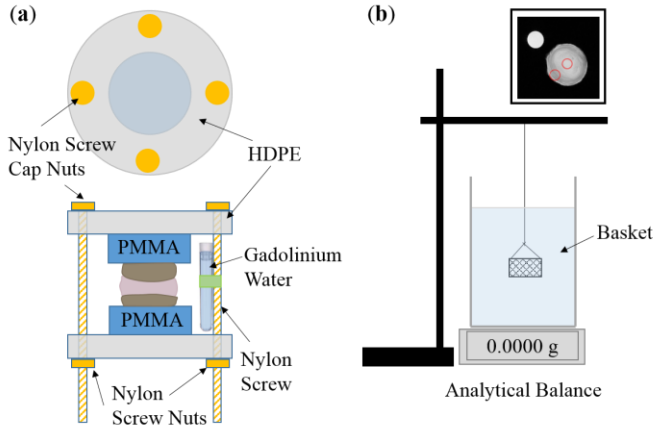 (a)
Nylon Screw
Cap Nuts
HDPE
PMMA
Gadolinium
Water
PMMA
Nylon
Screw
Nylon
Screw Nuts
(b)
Basket
0.0000 g
Analytical Balance